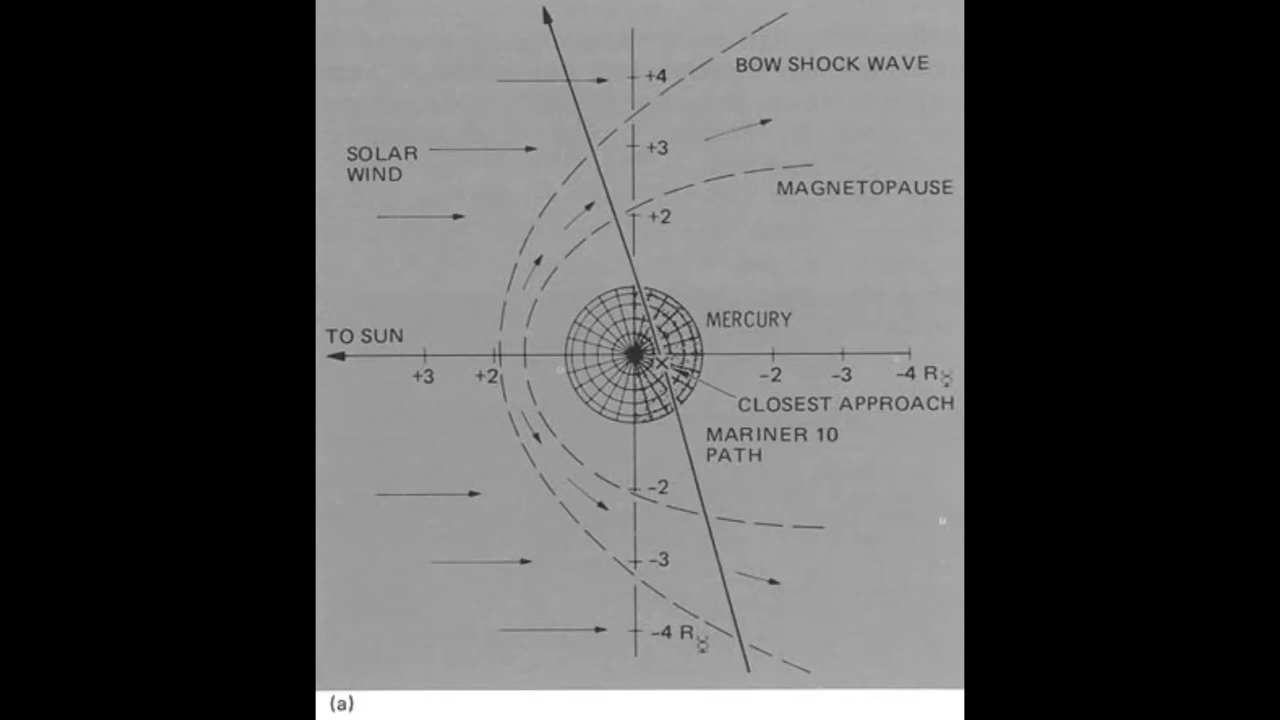 +4
BOW SHOCK WAVE
+3
SOLAR
WIND
MAGNETOPAUSE
+2
MERCURY
TO SUN
+3
+2
-2
-3
-4 R
CLOSEST APPROACH
MARINER 10
PATH
-2
-3
-4 R
(a)